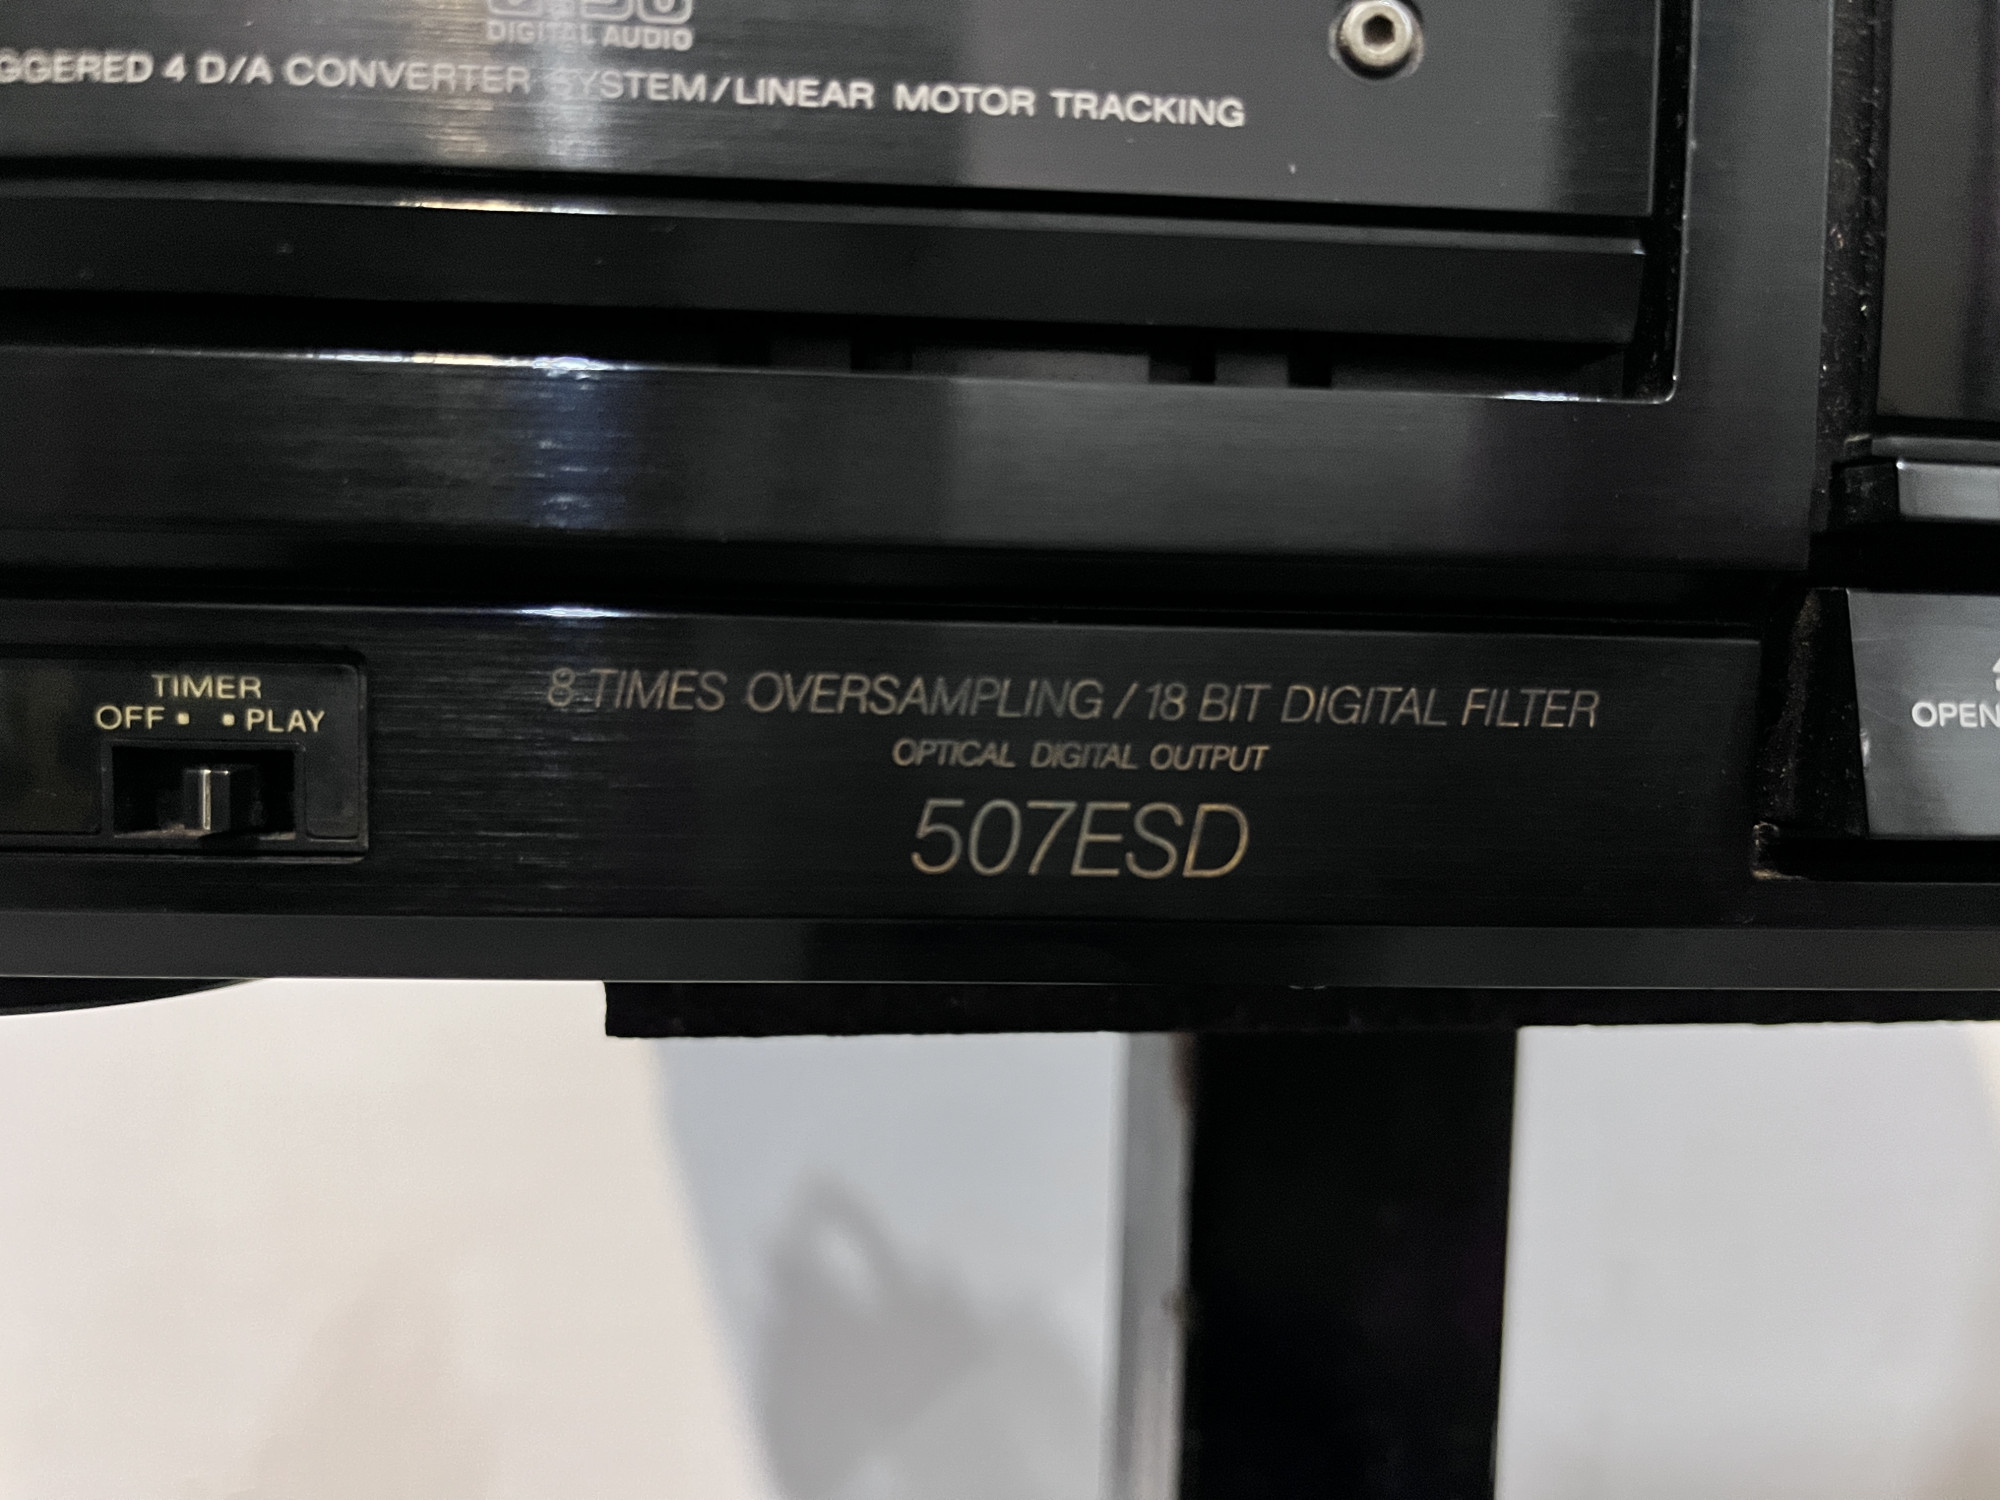 DIGITAL AUDIO
GGERED 4 D/A CONVERTER SYSTEM/LINEAR MOTOR TRACKING
TIMER
OFF • • PLAY
8 TIMES OVERSAMPLING / 18 BIT DIGITAL FILTER
OPTICAL DIGITAL OUTPUT
507ESD
OPEN